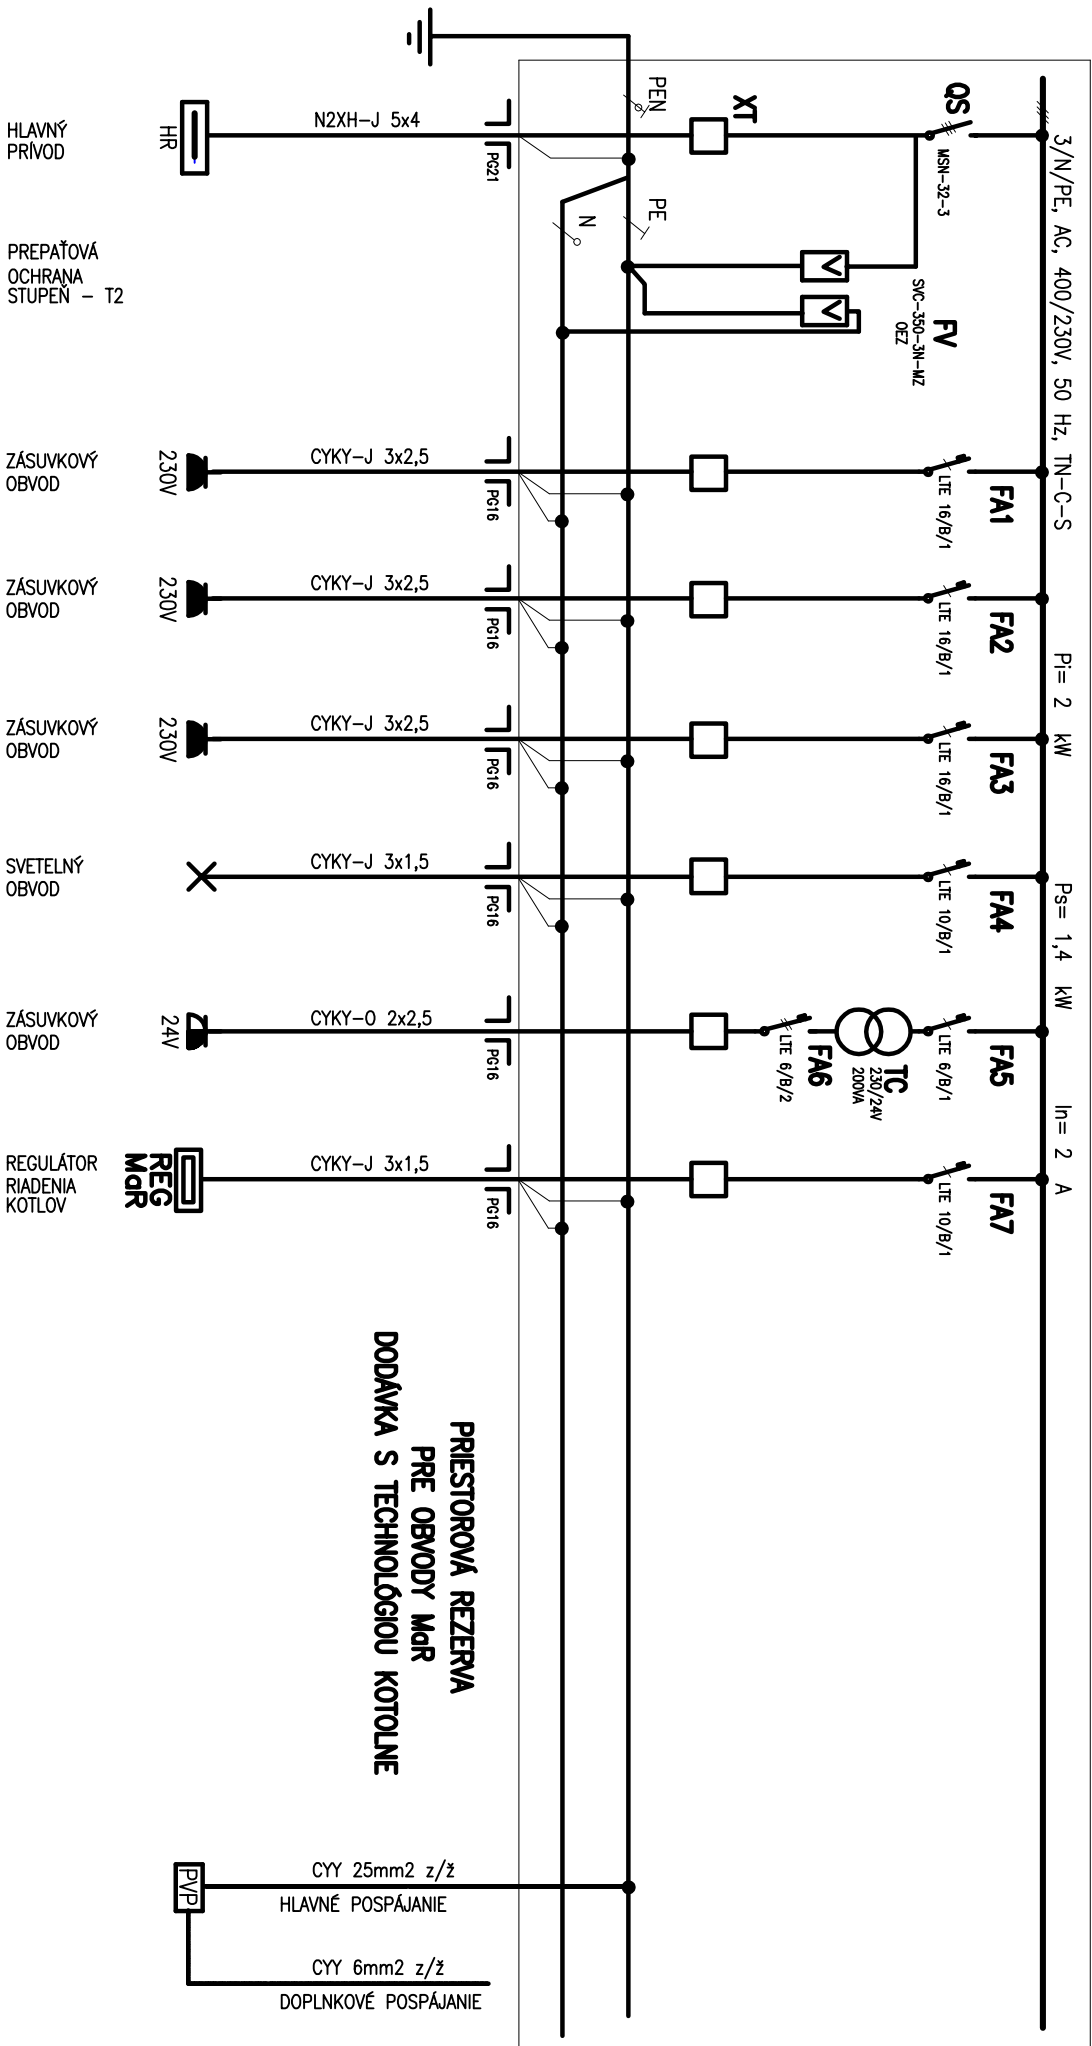 3/N/PE, AC, 400/230V, 50 Hz, TN-C-S
Pi= 2 kW
Ps= 1,4 kW
In= 2 A
PEN
XT
QS
MSN-32-3
HLAVNÝ
PRÍVOD
HR
N2XH-J 5x4
PG21
PE
N
PREPAŤOVÁ
OCHRANA
STUPEŇ - T2
FV
SVC-350-3N-MZ
OEZ
ZÁSUVKOVÝ
OBVOD
230V
CYKY-J 3x2,5
PG16
LTE 16/B/1
FA1
ZÁSUVKOVÝ
OBVOD
230V
CYKY-J 3x2,5
PG16
LTE 16/B/1
FA2
ZÁSUVKOVÝ
OBVOD
230V
CYKY-J 3x2,5
PG16
LTE 16/B/1
FA3
SVETELNÝ
OBVOD
CYKY-J 3x1,5
PG16
LTE 10/B/1
FA4
ZÁSUVKOVÝ
OBVOD
24V
CYKY-O 2x2,5
PG16
LTE 6/B/2
FA6
TC
230/24V
200VA
LTE 6/B/1
FA5
REGULÁTOR
RIADENIA
KOTLOV
REG
MaR
CYKY-J 3x1,5
PG16
LTE 10/B/1
FA7
PRIESTOROVÁ REZERVA
PRE OBVODY MaR
DODÁVKA S TECHNOLÓGIOU KOTOLNE
PVP
CYY 25mm2 z/ž
HLAVNÉ POSPÁJANIE
CYY 6mm2 z/ž
DOPLNKOVÉ POSPÁJANIE